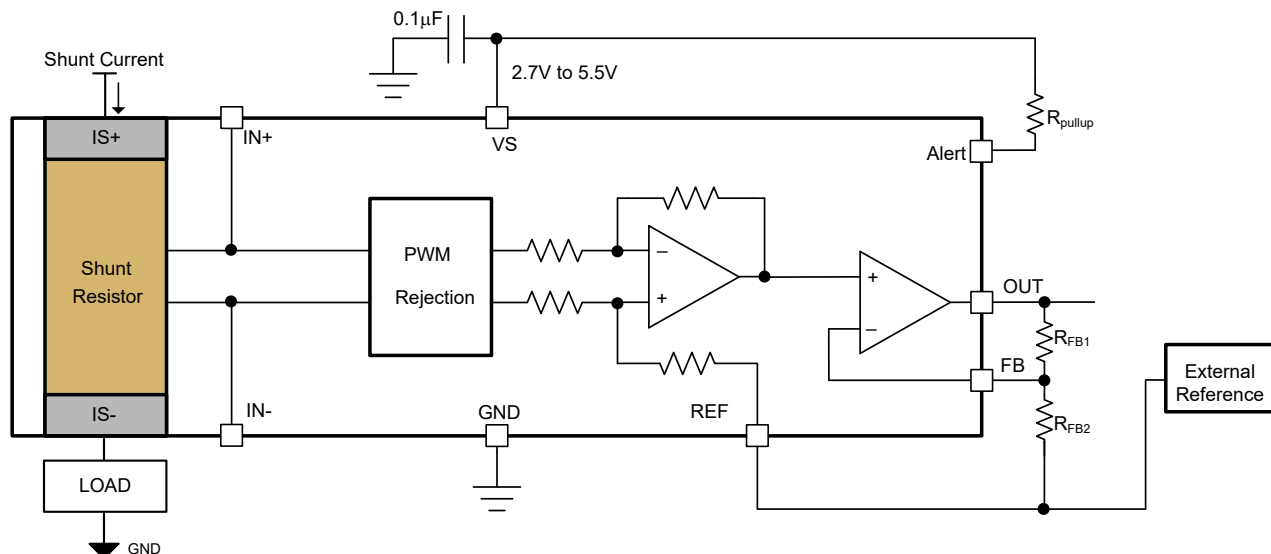 0.1μF
Shunt Current
2.7V to 5.5V
IS+
IN+
VS
Rpullup
Alert
PWM
Rejection
Shunt
Resistor
−
+
+
−
OUT
RFB1
FB
External
Reference
IS-
IN-
GND
REF
RFB2
LOAD
GND